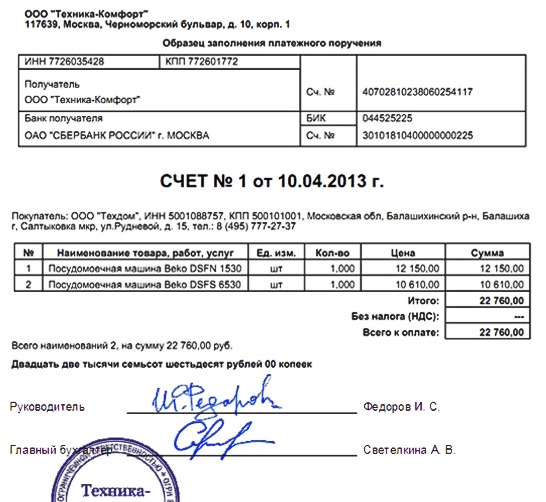 ООО "Техника-Комфорт"
117639, Москва, Черноморский бульвар, д. 10, корп. 1
Образец заполнения платежного поручения
ИНН 7726035428 КПП 772601772
Получатель
ООО "Техника-Комфорт" Сч. № 40702810238060254117
Банк получателя БИК 044525225
ОАО "СБЕРБАНК РОССИИ" г. МОСКВА Сч. № 30101810400000000225
СЧЕТ № 1 от 10.04.2013 г.
Покупатель: ООО "Техдом", ИНН 5001088757, КПП 500101001, Московская обл, Балашихинский р-н, Балашиха
г, Салтыковка мкр, ул.Рудневой, д. 15, тел.: 8 (495) 777-27-37
№ Наименование товара, работ, услуг Ед. изм. Кол-во Цена Сумма
1 Посудомоечная машина Beko DSFN 1530 шт 1,000 12 150,00 12 150,00
2 Посудомоечная машина Beko DSFS 6530 шт 1,000 10 610,00 10 610,00
Итого: 22 760,00
Без налога (НДС): ---
Всего к оплате: 22 760,00
Всего наименований 2, на сумму 22 760,00 руб.
Двадцать две тысячи семьсот шестьдесят рублей 00 копеек
Руководитель Федоров И. С.
Главный бухгалтер Светелкина А. В.
ОГРАНИЧЕННОЙ ОТВЕТСТВЕННОСТЬЮ
Техника-